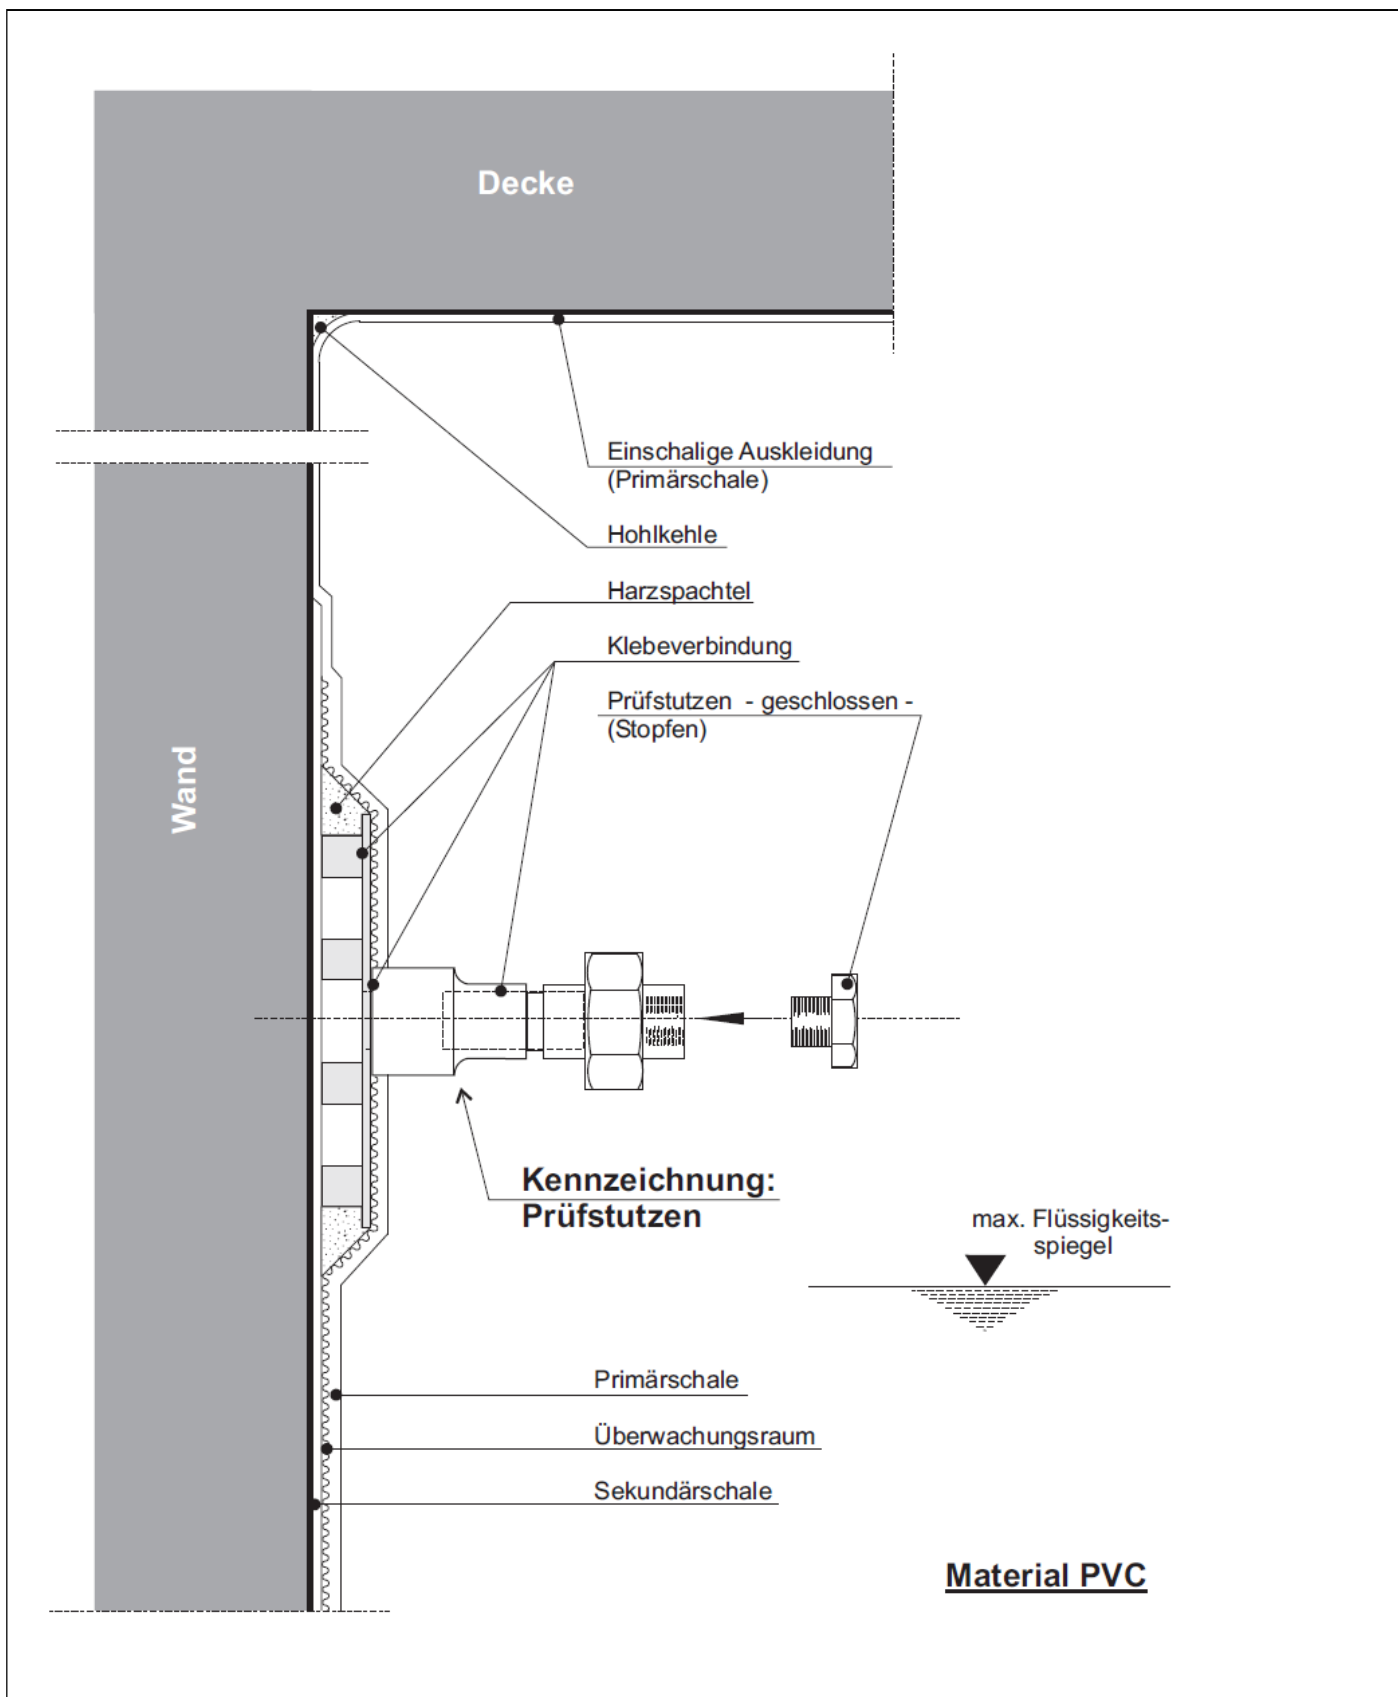 Decke
Einschalige Auskleidung
(Primärschale)
Hohlkehle
Harzspachtel
Klebeverbindung
Prüfstutzen - geschlossen -
(Stopfen)
Wand
Kennzeichnung:
Prüfstutzen
max. Flüssigkeits-
spiegel
Primärschale
Überwachungsraum
Sekundärschale
Material PVC